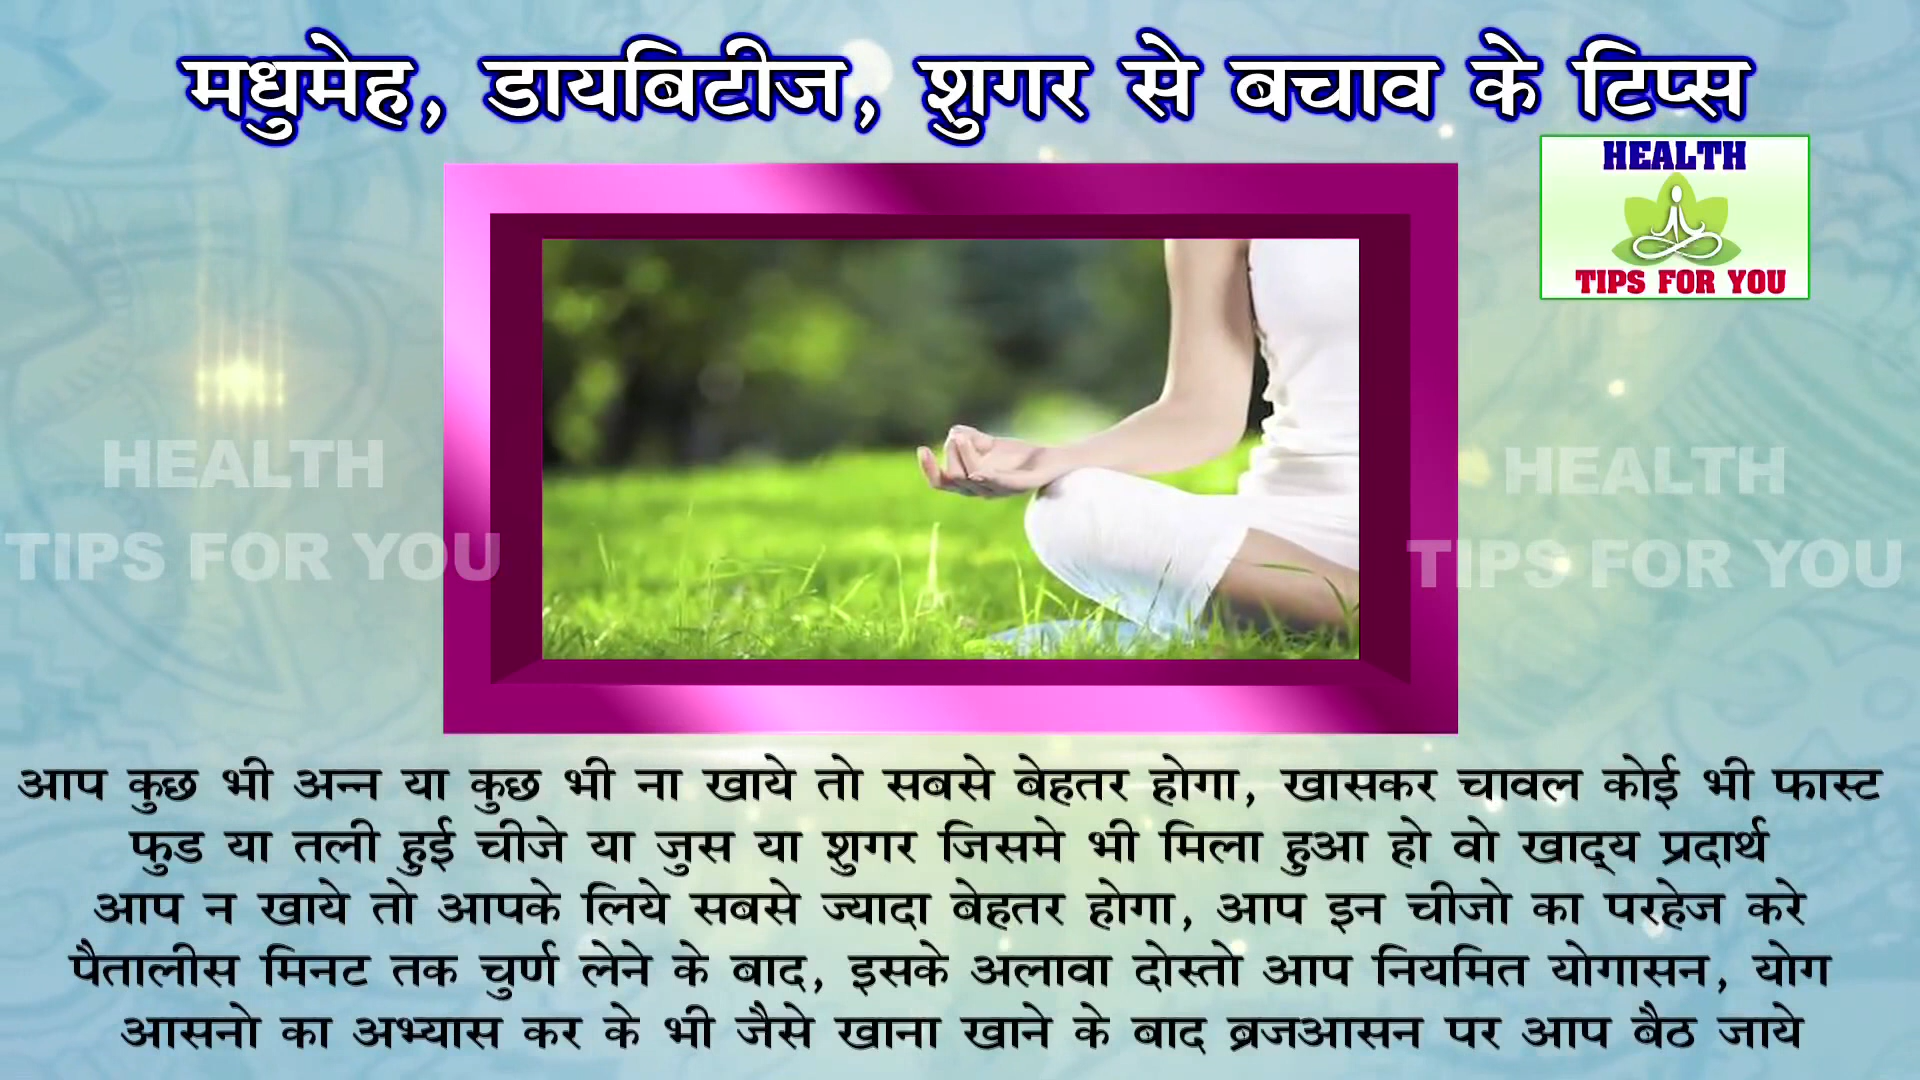 मधुमेह, डायबिटीज, शुगर से बचाव के टिप्स
HEALTH
TIPS FOR YOU
HEALTH
TIPS FOR YOU
HEALTH
TIPS FOR YOU
आप कुछ भी अन्न या कुछ भी ना खाये तो सबसे बेहतर होगा, खासकर चावल कोई भी फास्ट
फुड या तली हुई चीजे या जुस या शुगर जिसमे भी मिला हुआ हो वो खाद्‌य प्रदार्थ
आप न खाये तो आपके लिये सबसे ज्यादा बेहतर होगा, आप इन चीजो का परहेज करे
पैतालीस मिनट तक चुर्ण लेने के बाद, इसके अलावा दोस्तो आप नियमित योगासन, योग
आसनो का अभ्यास कर के भी जैसे खाना खाने के बाद ब्रजआसन पर आप बैठ जाये